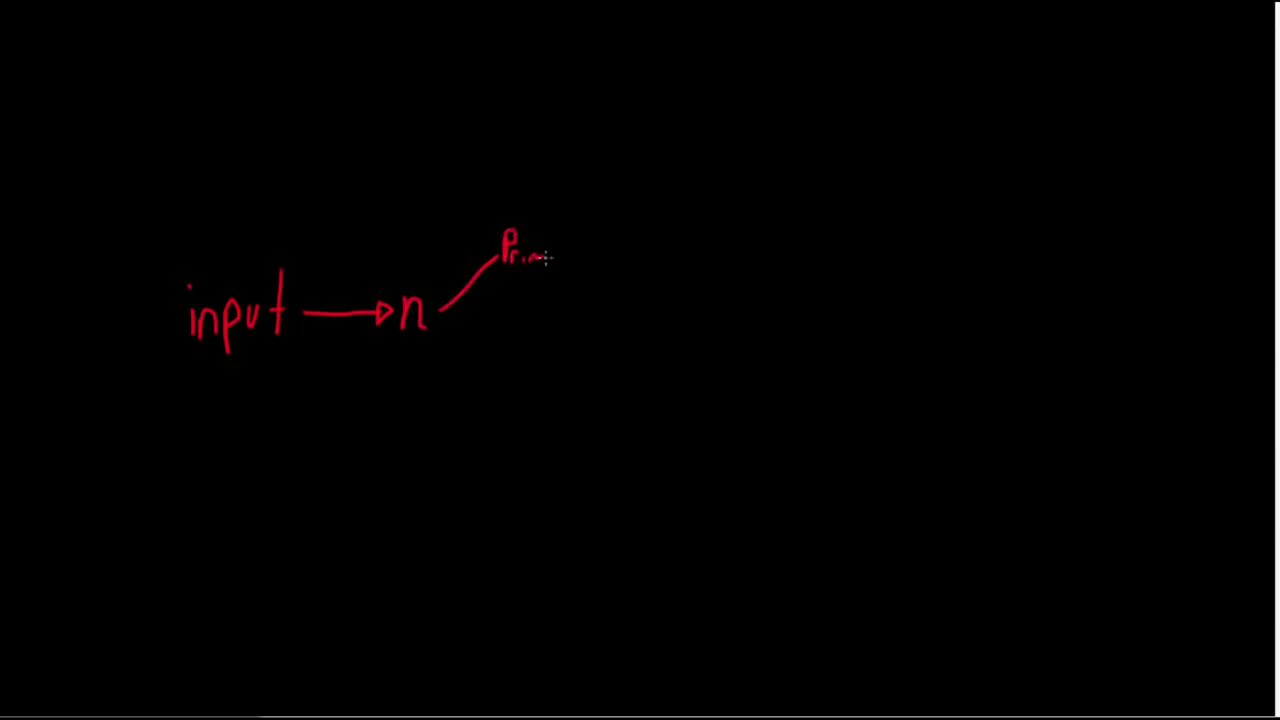 input → n